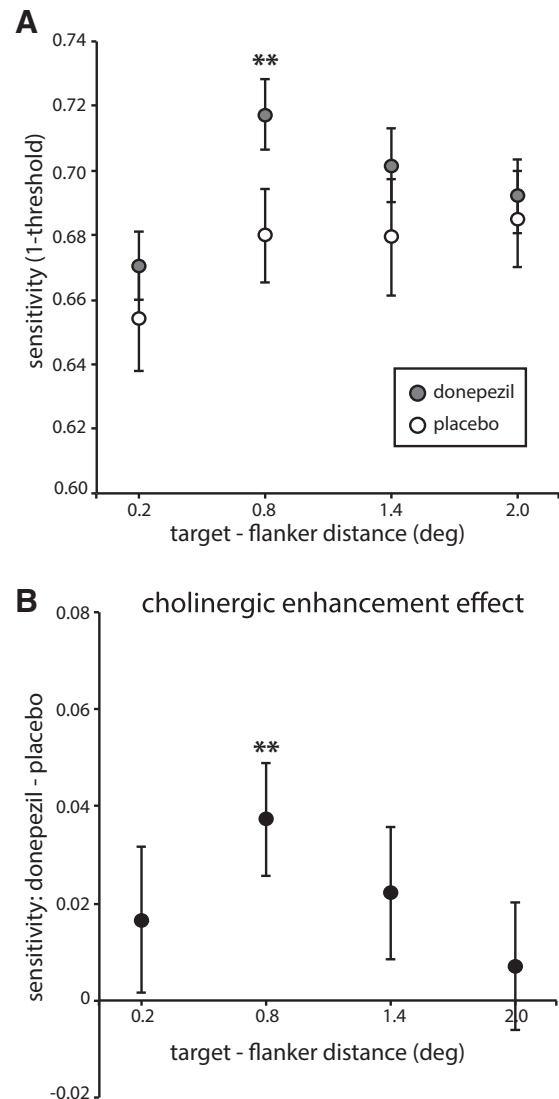 A
0.74
**
0.72
0.70
0.68
0.66
0.64
0.62
0.60
sensitivity (1-threshold)
donepezil
placebo
0.2 0.8 1.4 2.0
target - flanker distance (deg)
B
cholinergic enhancement effect
0.08
0.06
**
0.04
0.02
0
-0.02
sensitivity: donepezil - placebo
0.2 0.8 1.4 2.0
target - flanker distance (deg)